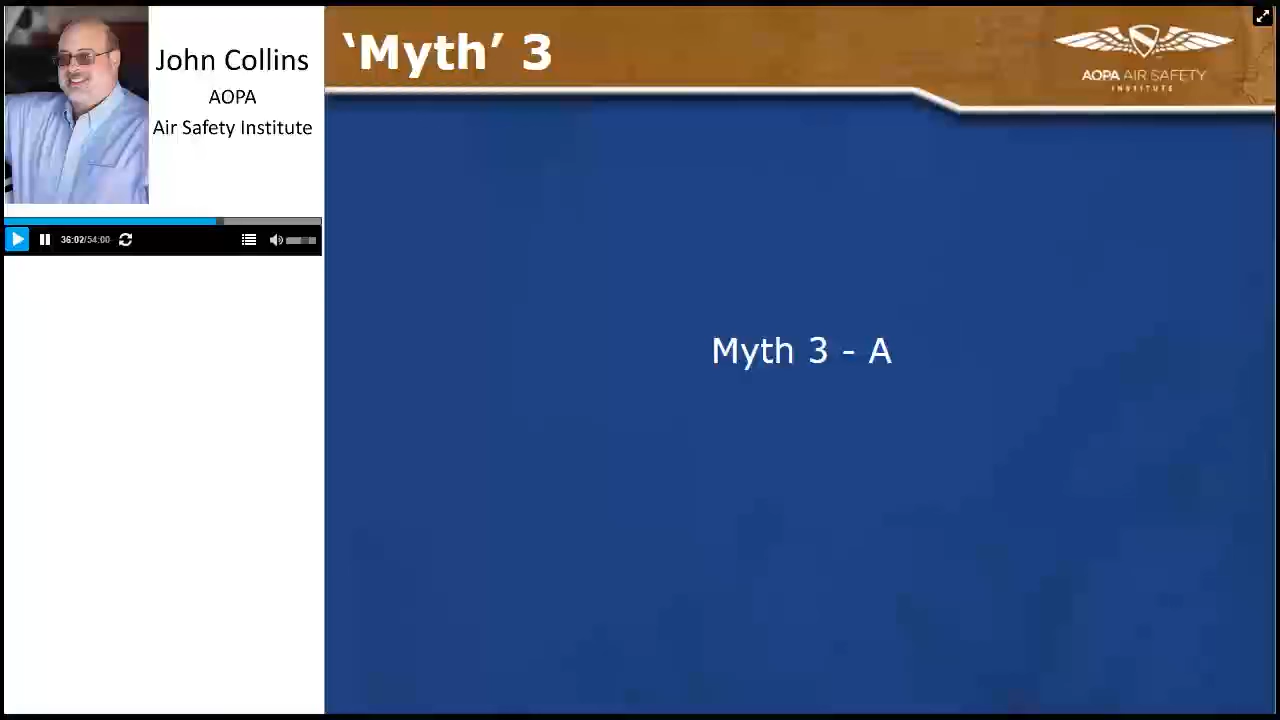 John Collins
AOPA
Air Safety Institute
36:02/54:00
‘Myth’ 3
AOPA AIR SAFETY
INSTITUTE
Myth 3 - A